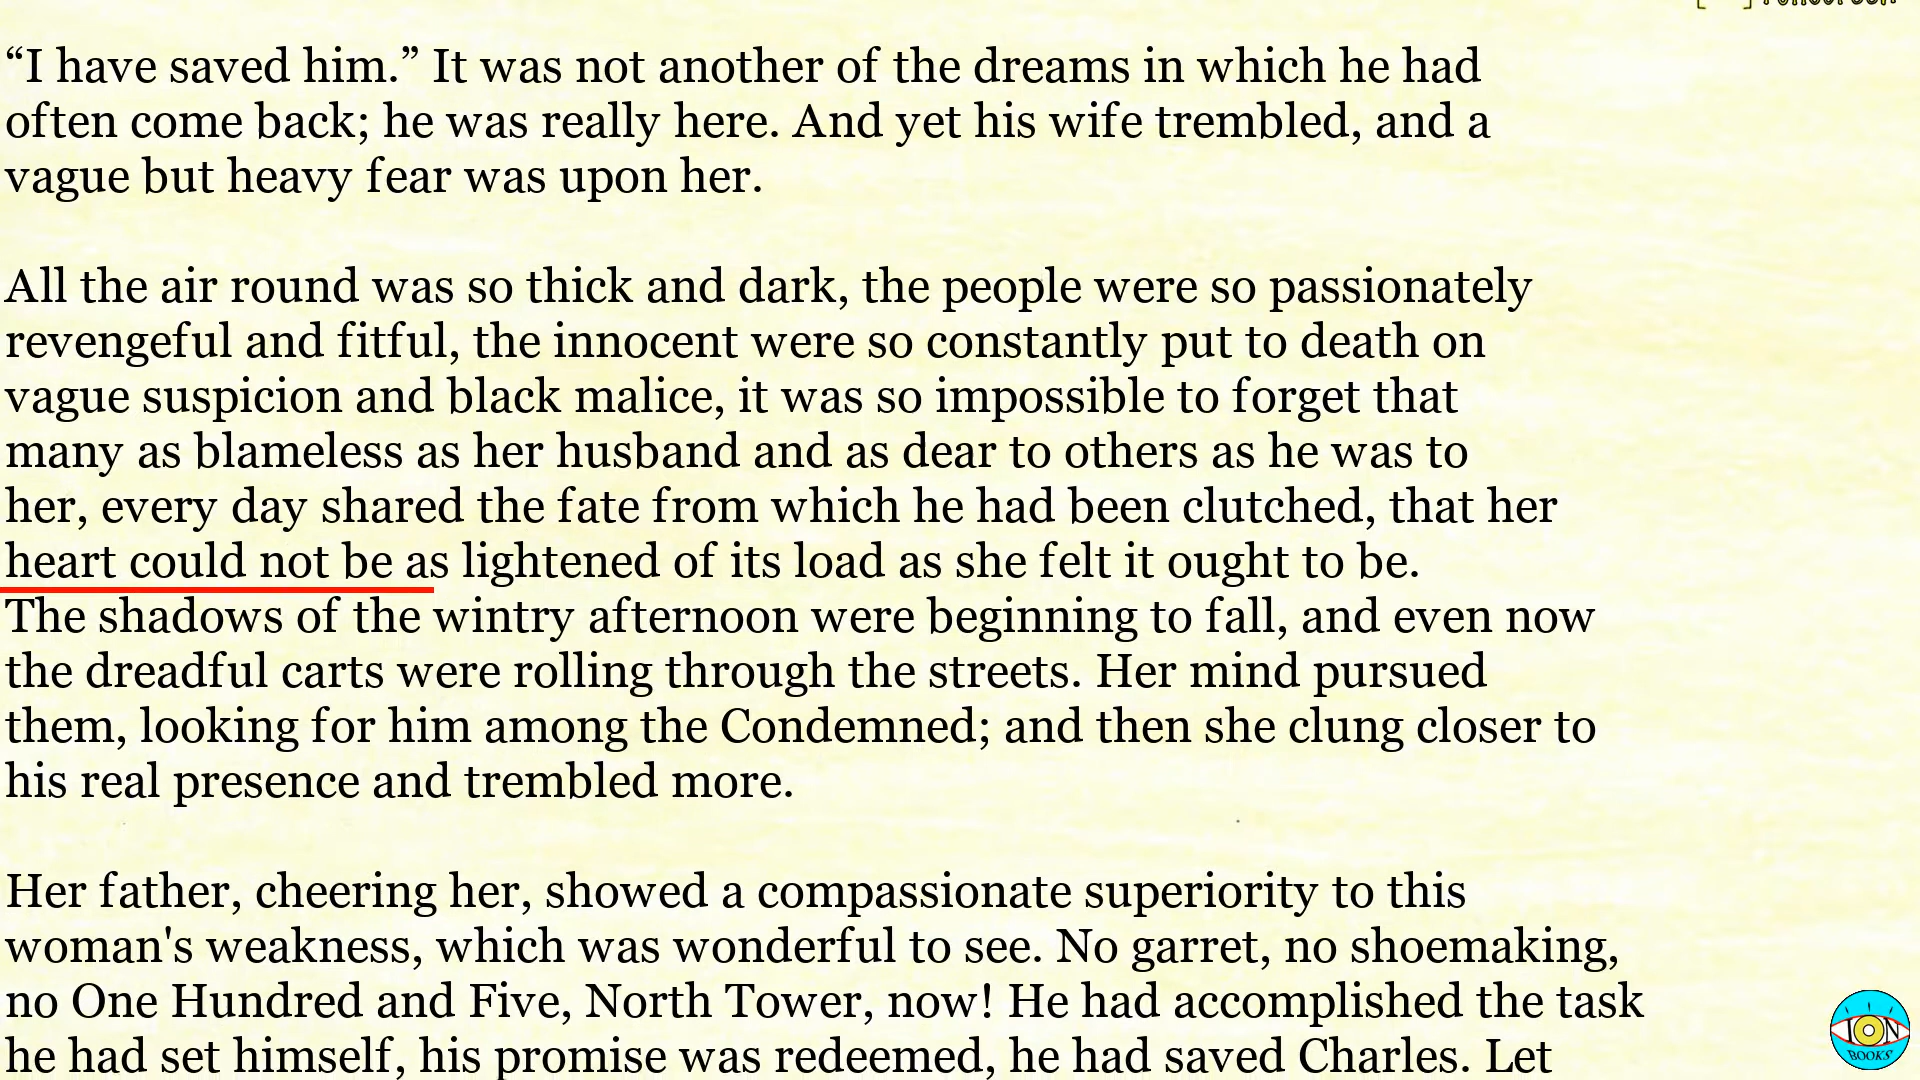 “I have saved him.” It was not another of the dreams in which he had
often come back; he was really here. And yet his wife trembled, and a
vague but heavy fear was upon her.
All the air round was so thick and dark, the people were so passionately
revengeful and fitful, the innocent were so constantly put to death on
vague suspicion and black malice, it was so impossible to forget that
many as blameless as her husband and as dear to others as he was to
her, every day shared the fate from which he had been clutched, that her
heart could not be as lightened of its load as she felt it ought to be.
The shadows of the wintry afternoon were beginning to fall, and even now
the dreadful carts were rolling through the streets. Her mind pursued
them, looking for him among the Condemned; and then she clung closer to
his real presence and trembled more.
Her father, cheering her, showed a compassionate superiority to this
woman's weakness, which was wonderful to see. No garret, no shoemaking,
no One Hundred and Five, North Tower, now! He had accomplished the task
he had set himself, his promise was redeemed, he had saved Charles. Let
ION
BOOKS